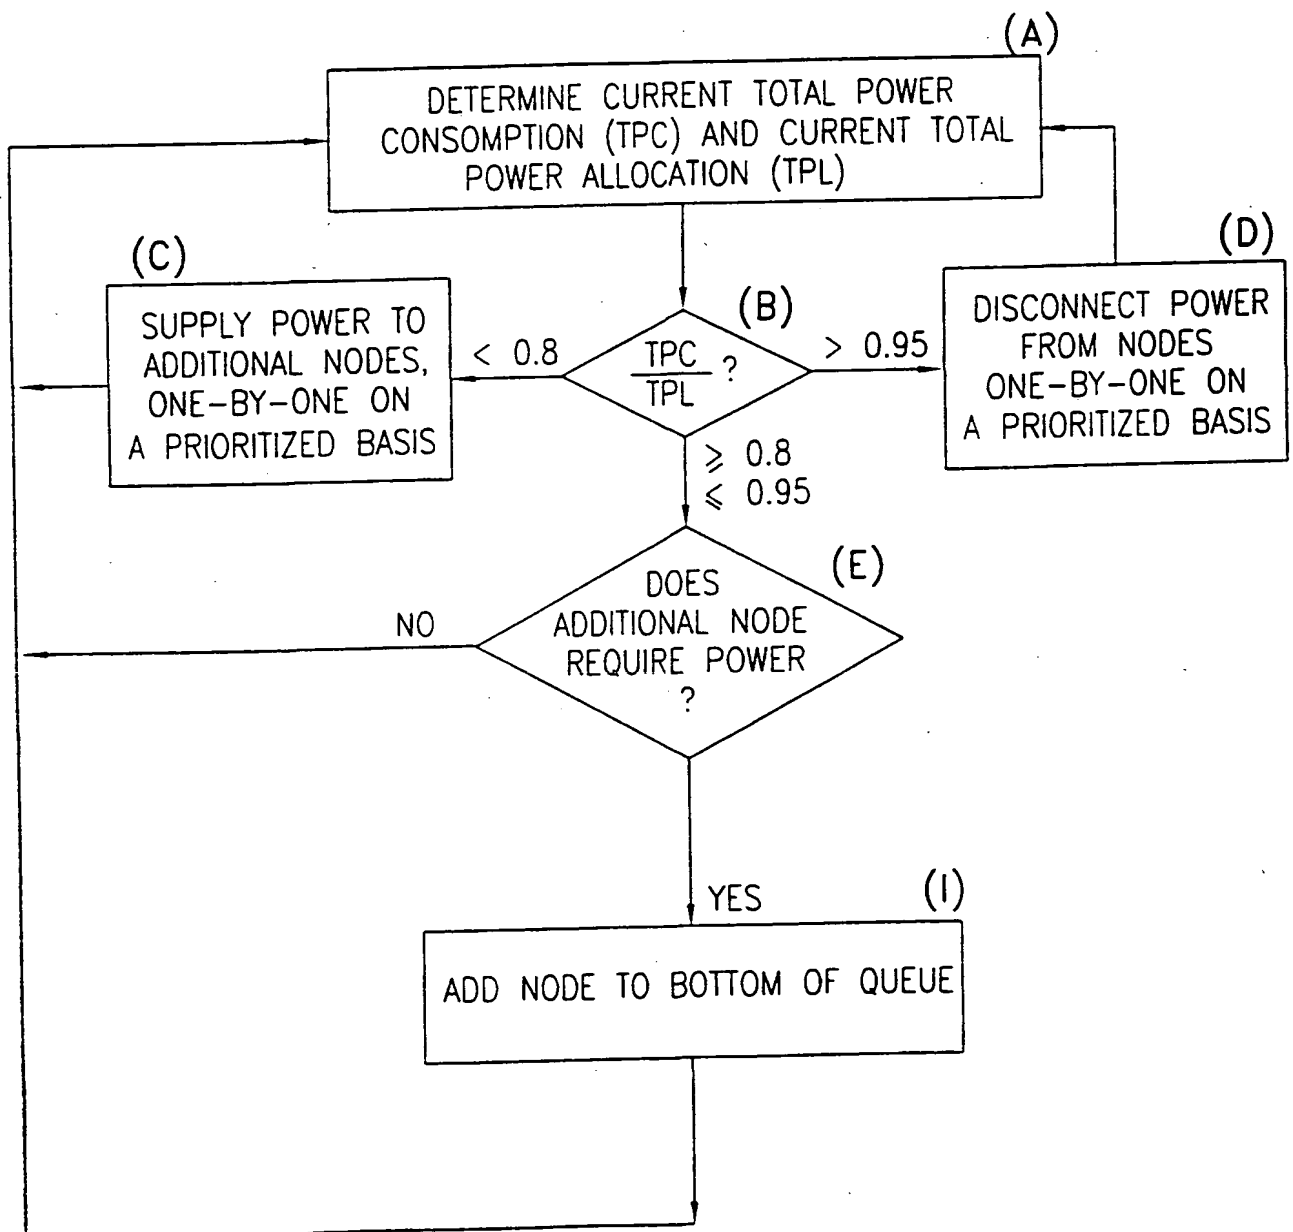 (A)
DETERMINE CURRENT TOTAL POWER
CONSOMPTION (TPC) AND CURRENT TOTAL
POWER ALLOCATION (TPL)
(C)
SUPPLY POWER TO
ADDITIONAL NODES,
ONE-BY-ONE ON
A PRIORITIZED BASIS
< 0.8
(B)
TPC
TPL
?
> 0.95
(D)
DISCONNECT POWER
FROM NODES
ONE-BY-ONE ON
A PRIORITIZED BASIS
⩾ 0.8
⩽ 0.95
(E)
DOES
ADDITIONAL NODE
REQUIRE POWER
?
NO
YES
(I)
ADD NODE TO BOTTOM OF QUEUE